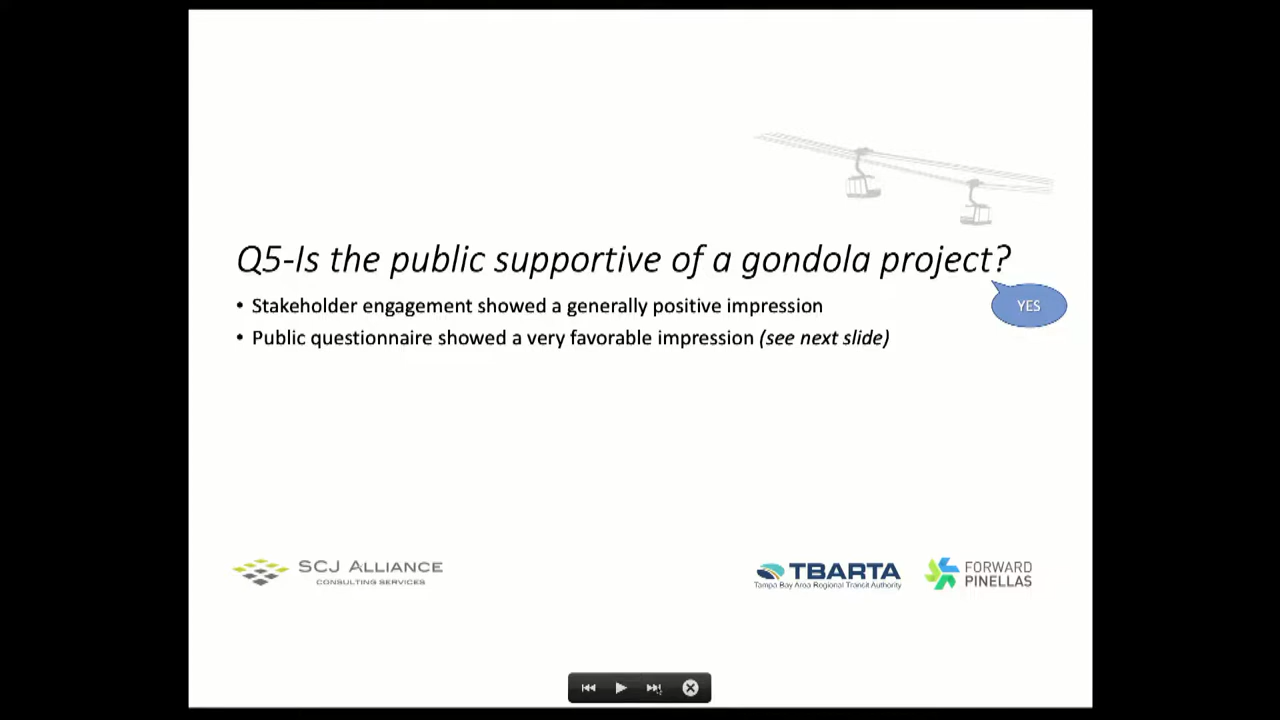 Q5-Is the public supportive of a gondola project?
• Stakeholder engagement showed a generally positive impression
YES
• Public questionnaire showed a very favorable impression (see next slide)
SCJ ALLIANCE
CONSULTING SERVICES
TBARTA
Tampa Bay Area Regional Transit Authority
FORWARD
PINELLAS